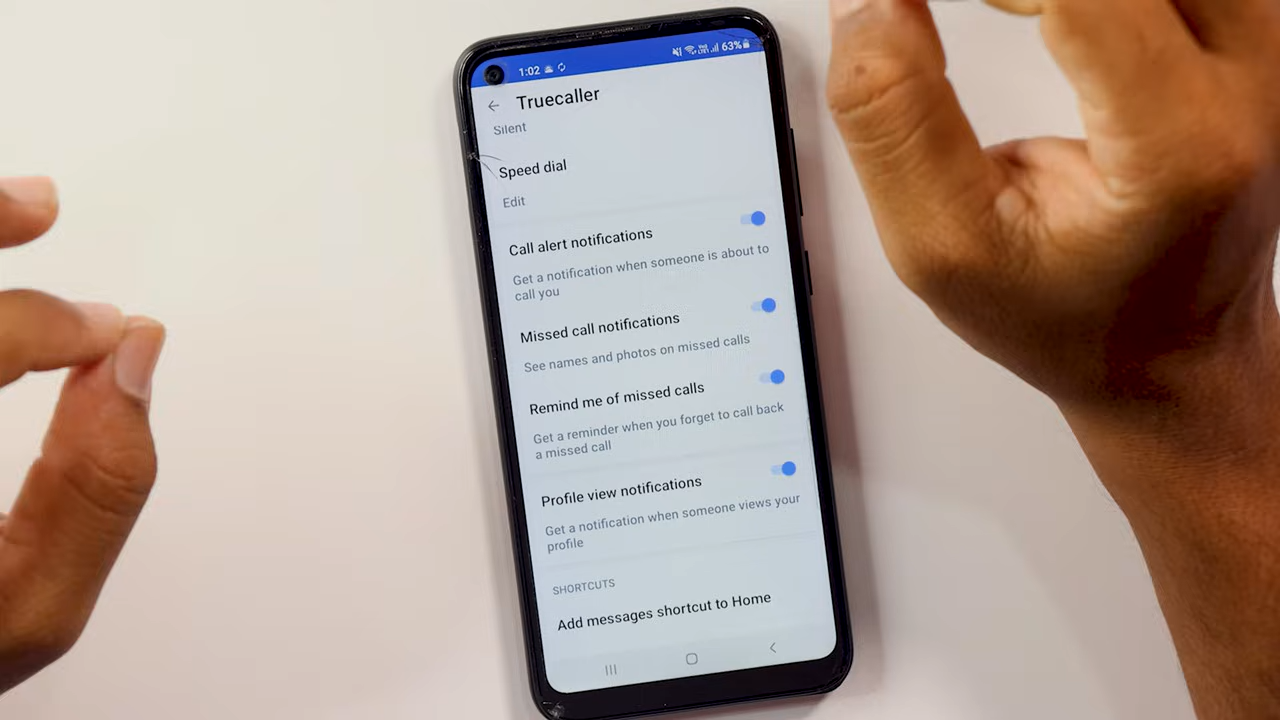 1:02 63%
Truecaller
Silent
Speed dial
Edit
Call alert notifications
Get a notification when someone is about to
call you
Missed call notifications
See names and photos on missed calls
Remind me of missed calls
Get a reminder when you forget to call back
a missed call
Profile view notifications
Get a notification when someone views your
profile
SHORTCUTS
Add messages shortcut to Home